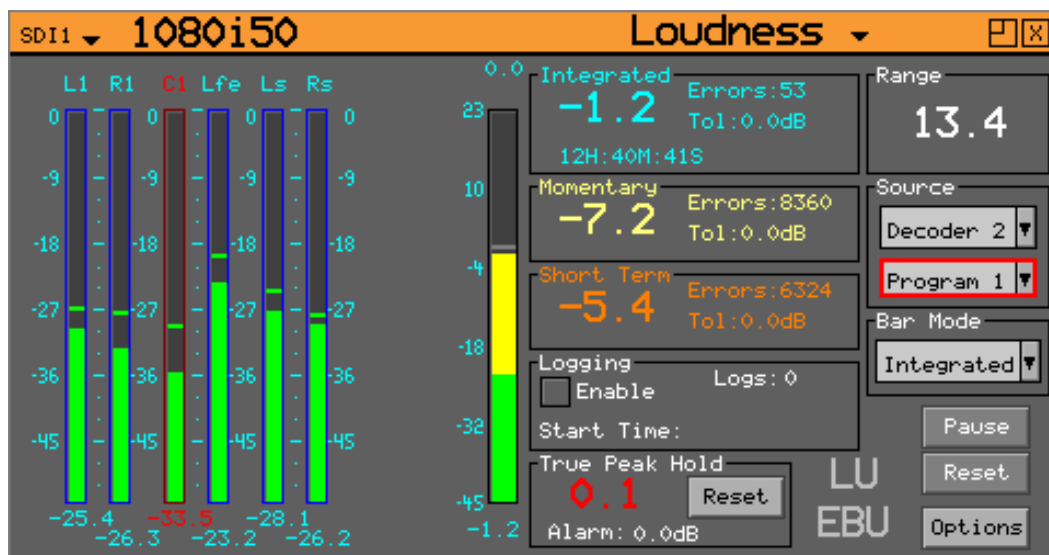 SDI1 1080i50 Loudness
L1 R1 C1 Lfe Ls Rs
0 0 0 0
-9 -9 -9 -9
-18 -18 -18 -18
-27 -27 -27 -27
-36 -36 -36 -36
-45 -45 -45 -45
-25.4 -33.5 -28.1
-26.3 -23.2 -26.2
0.0
23
10
-4
-18
-32
-45
-1.2
Integrated
-1.2
Errors:53
Tol:0.0dB
12H:40M:41S
Momentary
-7.2
Errors:8360
Tol:0.0dB
Short Term
-5.4
Errors:6324
Tol:0.0dB
Logging
Enable
Logs: 0
Start Time:
True Peak Hold
0.1
Reset
Alarm: 0.0dB
Range
13.4
Source
Decoder 2
Program 1
Bar Mode
Integrated
LU
EBU
Pause
Reset
Options